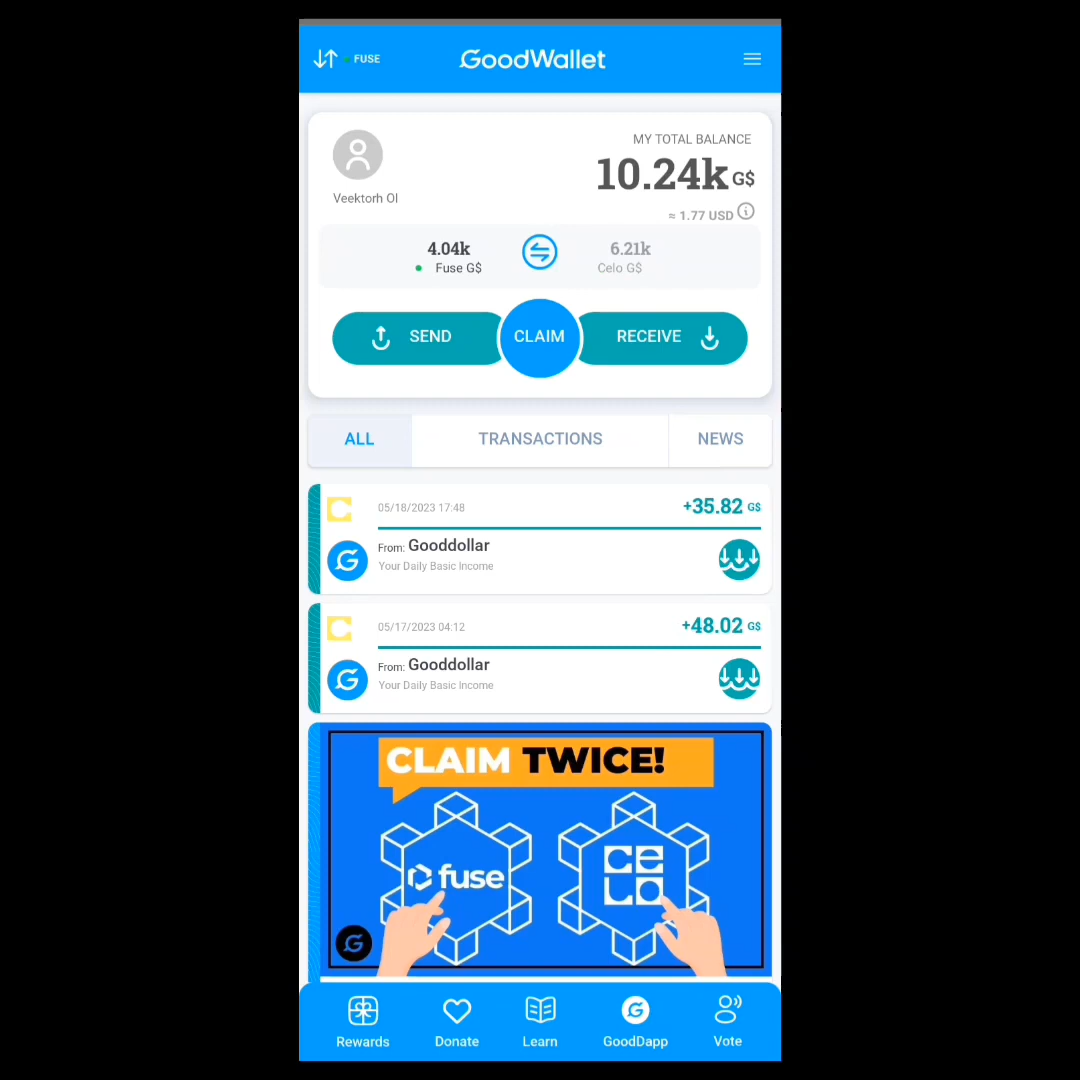 FUSE
GoodWallet
MY TOTAL BALANCE
10.24k G$
Veektorh Ol
≈ 1.77 USD
4.04k
6.21k
Fuse G$
Celo G$
SEND
CLAIM
RECEIVE
ALL
TRANSACTIONS
NEWS
05/18/2023 17:48
+35.82 G$
From: Gooddollar
Your Daily Basic Income
05/17/2023 04:12
+48.02 G$
From: Gooddollar
Your Daily Basic Income
CLAIM TWICE!
fuse
CE
LO
Rewards
Donate
Learn
GoodDapp
Vote